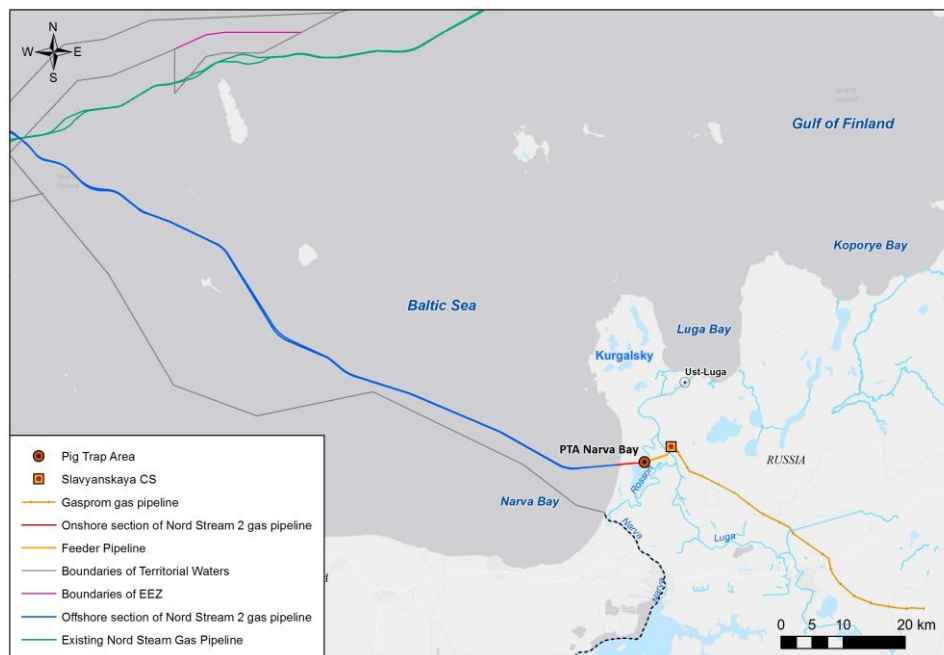 N
W E
S
Gulf of Finland
Koporye Bay
Baltic Sea
Luga Bay
Kurgalsky
Ust-Luga
PTA Narva Bay
RUSSIA
Rosson
Narva Bay
Narva
Luga
Narva
Pig Trap Area
Slavyanskaya CS
Gasprom gas pipeline
Onshore section of Nord Stream 2 gas pipeline
Feeder Pipeline
Boundaries of Territorial Waters
Boundaries of EEZ
Offshore section of Nord Stream 2 gas pipeline
Existing Nord Steam Gas Pipeline
0 5 10 20 km